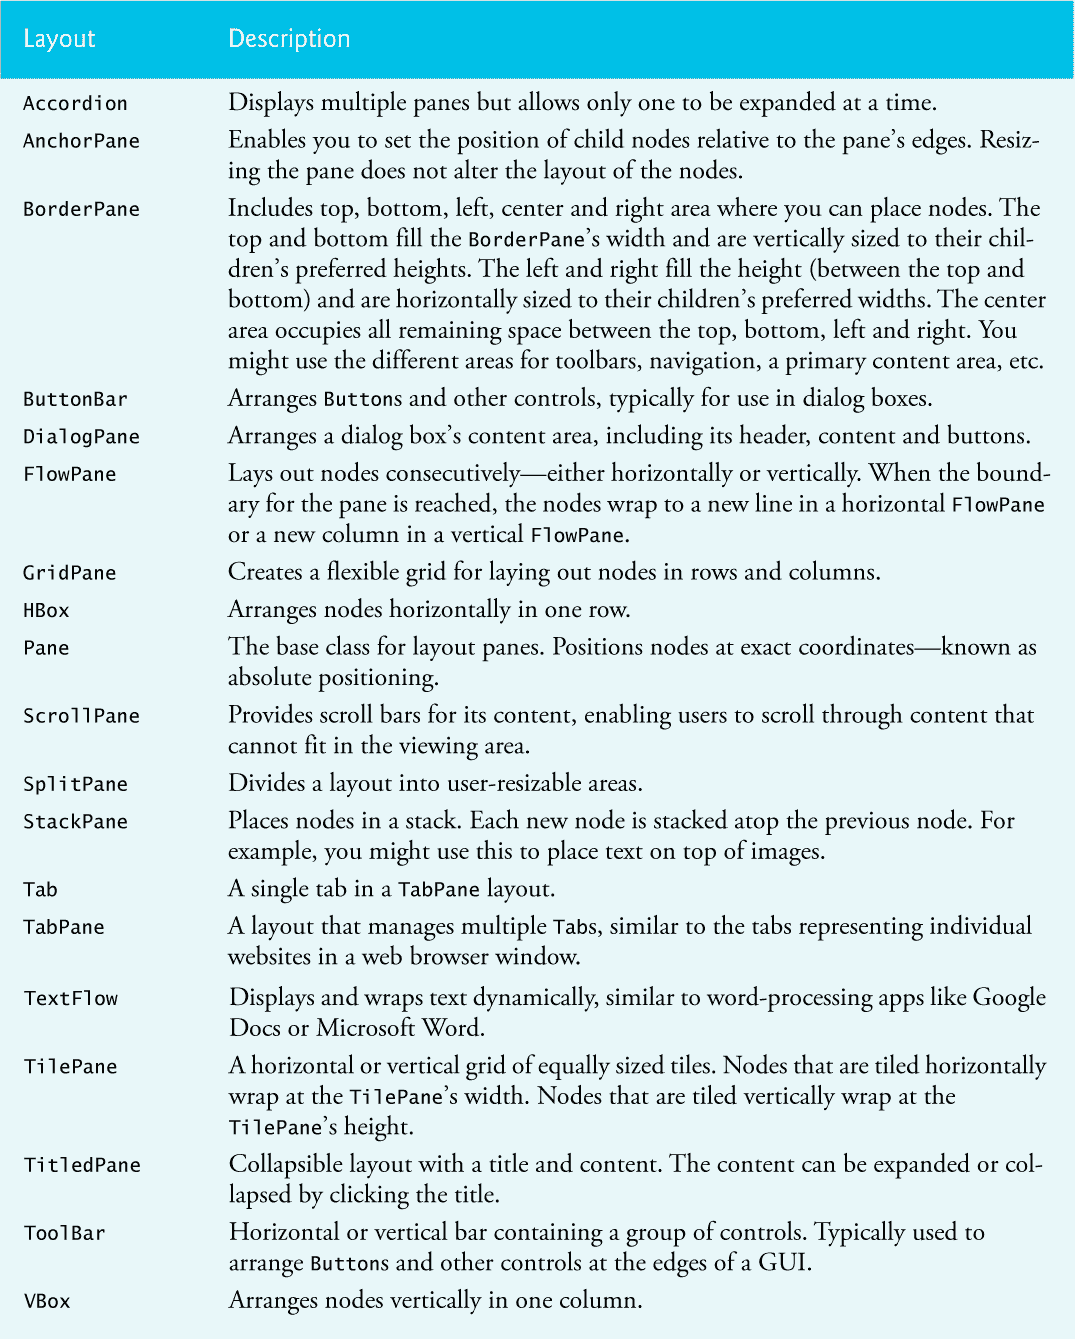 Layout Description
Accordion Displays multiple panes but allows only one to be expanded at a time.
AnchorPane Enables you to set the position of child nodes relative to the pane’s edges. Resiz-
ing the pane does not alter the layout of the nodes.
BorderPane Includes top, bottom, left, center and right area where you can place nodes. The
top and bottom fill the BorderPane’s width and are vertically sized to their chil-
dren’s preferred heights. The left and right fill the height (between the top and
bottom) and are horizontally sized to their children’s preferred widths. The center
area occupies all remaining space between the top, bottom, left and right. You
might use the different areas for toolbars, navigation, a primary content area, etc.
ButtonBar Arranges Buttons and other controls, typically for use in dialog boxes.
DialogPane Arranges a dialog box’s content area, including its header, content and buttons.
FlowPane Lays out nodes consecutively—either horizontally or vertically. When the bound-
ary for the pane is reached, the nodes wrap to a new line in a horizontal FlowPane
or a new column in a vertical FlowPane.
GridPane Creates a flexible grid for laying out nodes in rows and columns.
HBox Arranges nodes horizontally in one row.
Pane The base class for layout panes. Positions nodes at exact coordinates—known as
absolute positioning.
ScrollPane Provides scroll bars for its content, enabling users to scroll through content that
cannot fit in the viewing area.
SplitPane Divides a layout into user-resizable areas.
StackPane Places nodes in a stack. Each new node is stacked atop the previous node. For
example, you might use this to place text on top of images.
Tab A single tab in a TabPane layout.
TabPane A layout that manages multiple Tabs, similar to the tabs representing individual
websites in a web browser window.
TextFlow Displays and wraps text dynamically, similar to word-processing apps like Google
Docs or Microsoft Word.
TilePane A horizontal or vertical grid of equally sized tiles. Nodes that are tiled horizontally
wrap at the TilePane’s width. Nodes that are tiled vertically wrap at the
TilePane’s height.
TitledPane Collapsible layout with a title and content. The content can be expanded or col-
lapsed by clicking the title.
ToolBar Horizontal or vertical bar containing a group of controls. Typically used to
arrange Buttons and other controls at the edges of a GUI.
VBox Arranges nodes vertically in one column.